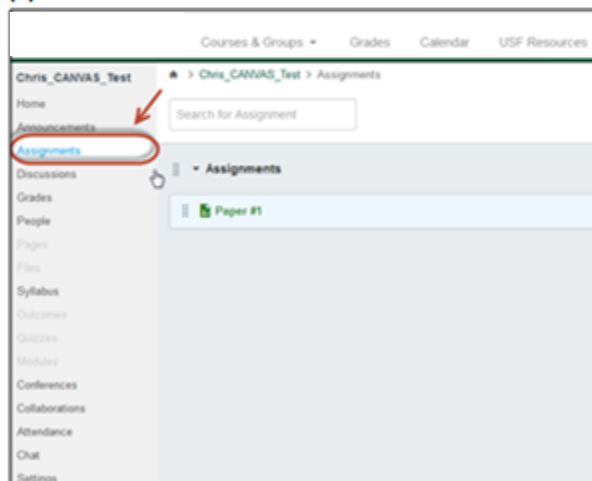 Courses & Groups Grades Calendar USF Resources
Chris_CANVAS_Test
> Chris_CANVAS_Test > Assignments
Home
Search for Assignment
Announcements
Assignments
Assignments
Discussions
Grades
Paper #1
People
Pages
Files
Syllabus
Outcomes
Quizzes
Modules
Conferences
Collaborations
Attendance
Chat
Settings